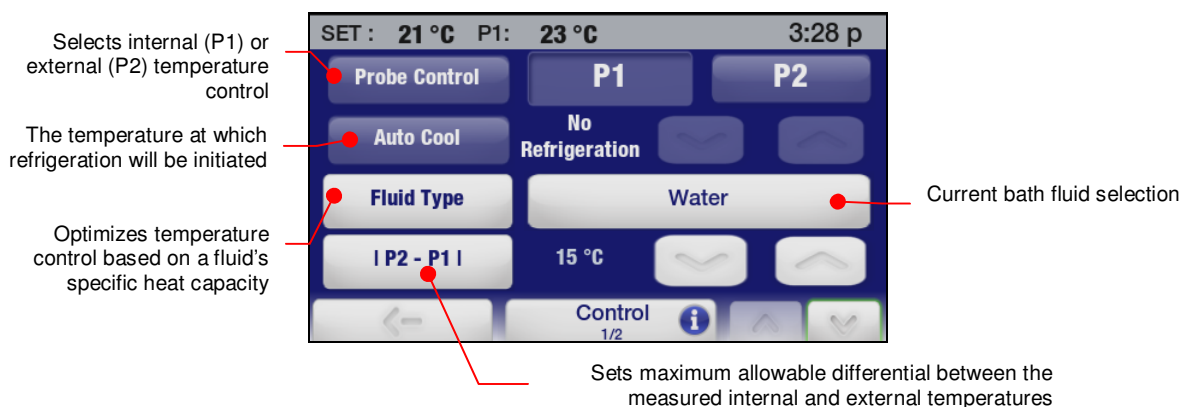 SET : 21 °C P1: 23 °C 3:28 p
Selects internal (P1) or
external (P2) temperature
control
Probe Control P1 P2
The temperature at which
refrigeration will be initiated
Auto Cool
No
Refrigeration
Fluid Type Water
Current bath fluid selection
Optimizes temperature
control based on a fluid's
specific heat capacity
I P2 - P1 I 15 °C
Control
1/2
i
Sets maximum allowable differential between the
measured internal and external temperatures